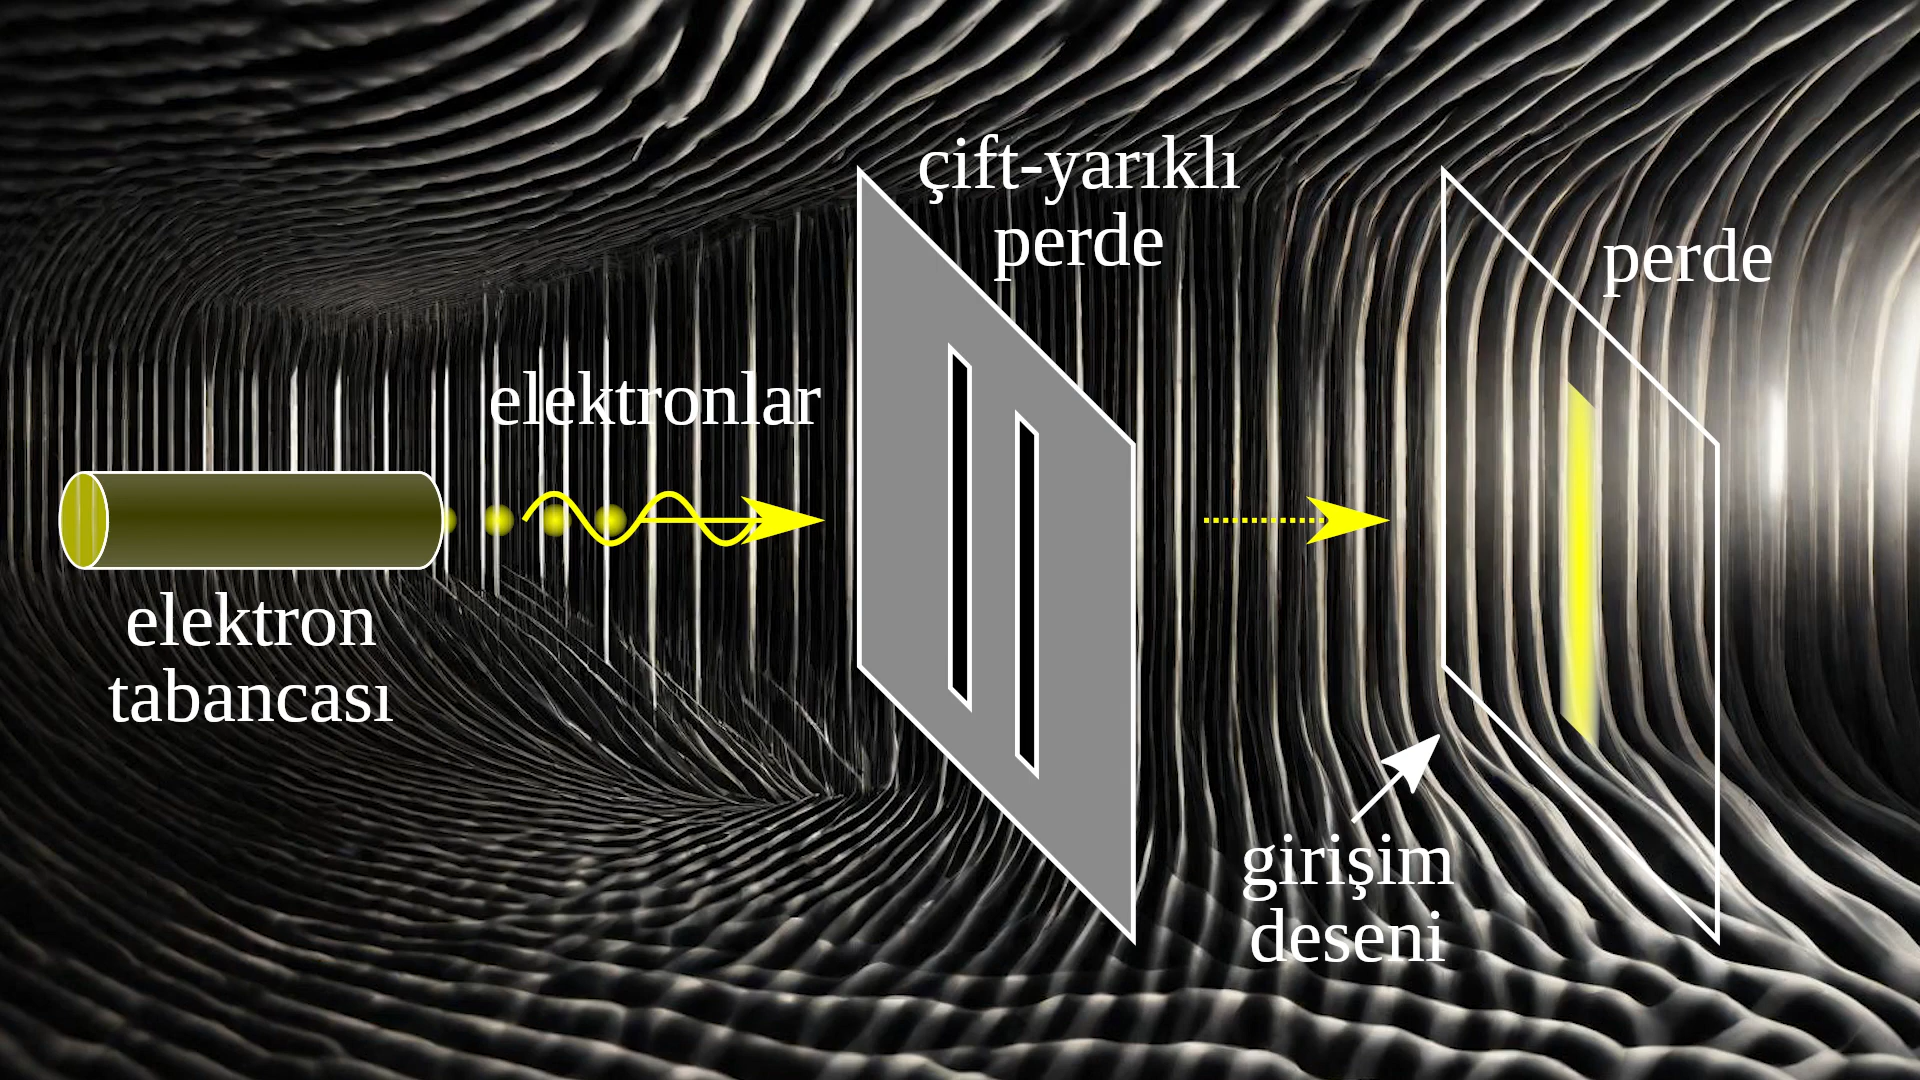 çift-yarıklı
perde
perde
elektronlar
elektron
tabancası
girişim
deseni